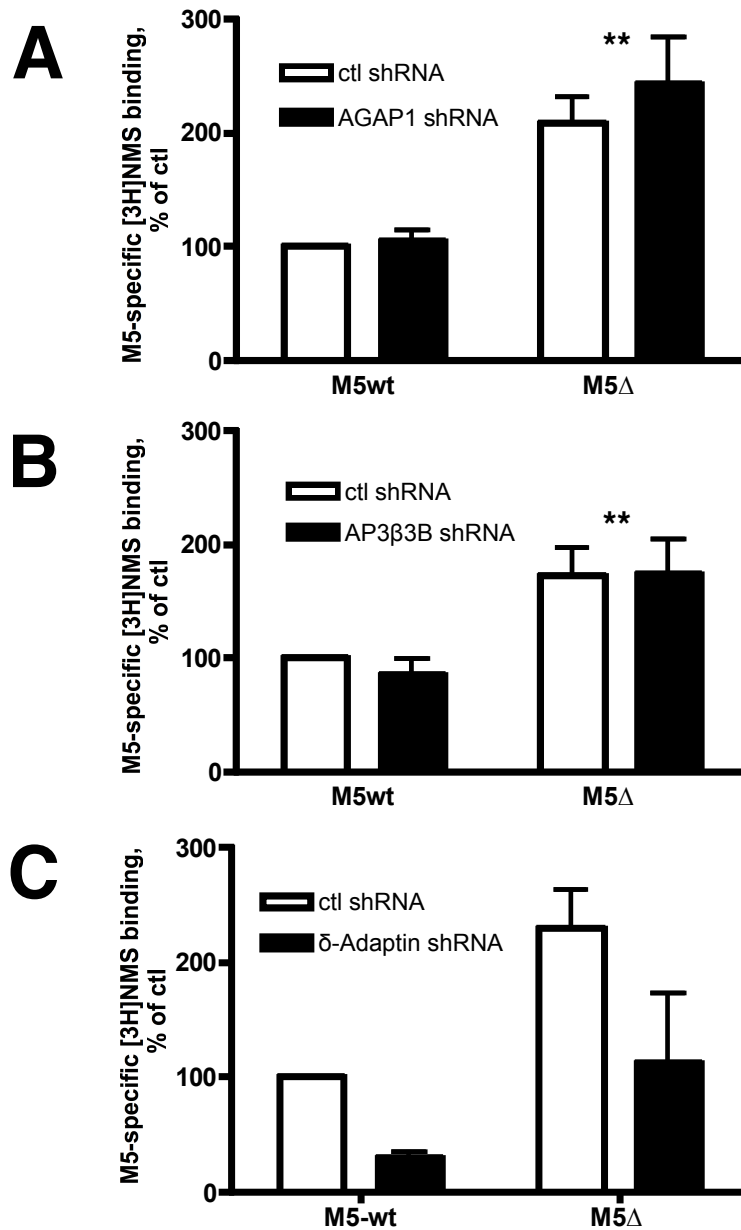 A
M5-specific [3H]NMS binding,
% of ctl
300
200
100
0
ctl shRNA
AGAP1 shRNA
**
M5wt
M5Δ
B
M5-specific [3H]NMS binding,
% of ctl
300
200
100
0
ctl shRNA
AP3β3B shRNA
**
M5wt
M5Δ
C
M5-specific [3H]NMS binding,
% of ctl
300
200
100
0
ctl shRNA
δ-Adaptin shRNA
M5-wt
M5Δ